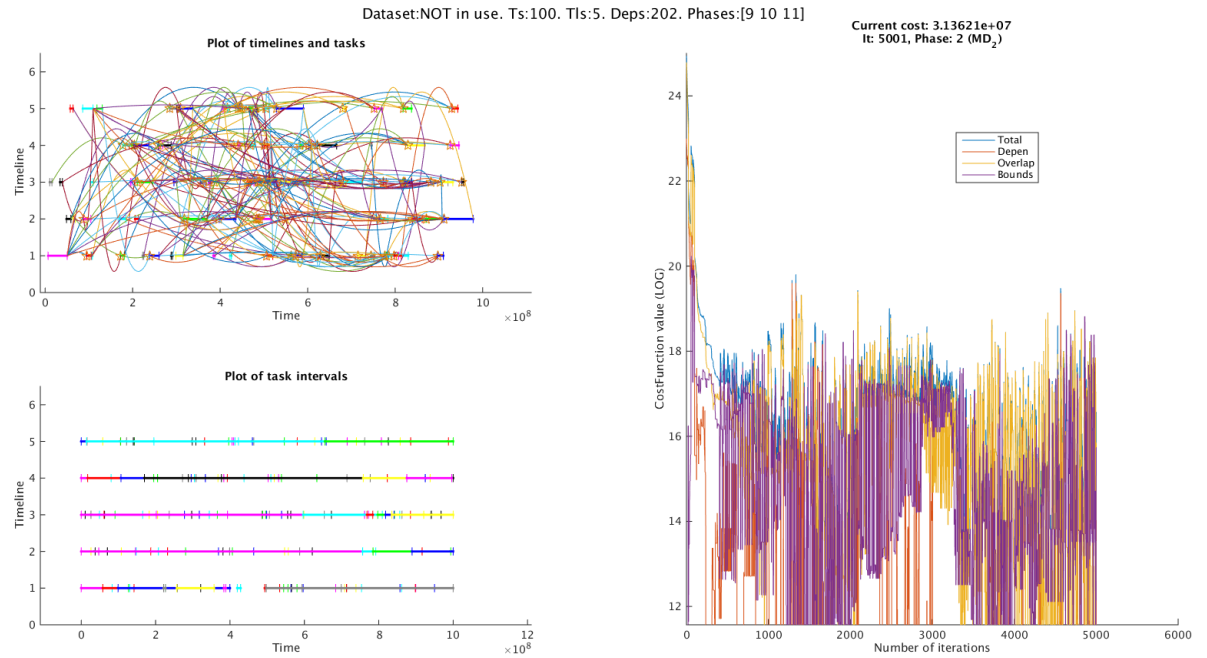 Dataset:NOT in use. Ts:100. Tls:5. Deps:202. Phases:[9 10 11]
Plot of timelines and tasks
Timeline
6
5
4
3
2
1
0
0 2 4 6 8 10
Time
×10^8
Plot of task intervals
Timeline
6
5
4
3
2
1
0
0 2 4 6 8 10 12
Time
×10^8
Current cost: 3.13621e+07
It: 5001, Phase: 2 (MD_2)
CostFunction value (LOG)
24
22
20
18
16
14
12
Total
Depen
Overlap
Bounds
0 1000 2000 3000 4000 5000 6000
Number of iterations